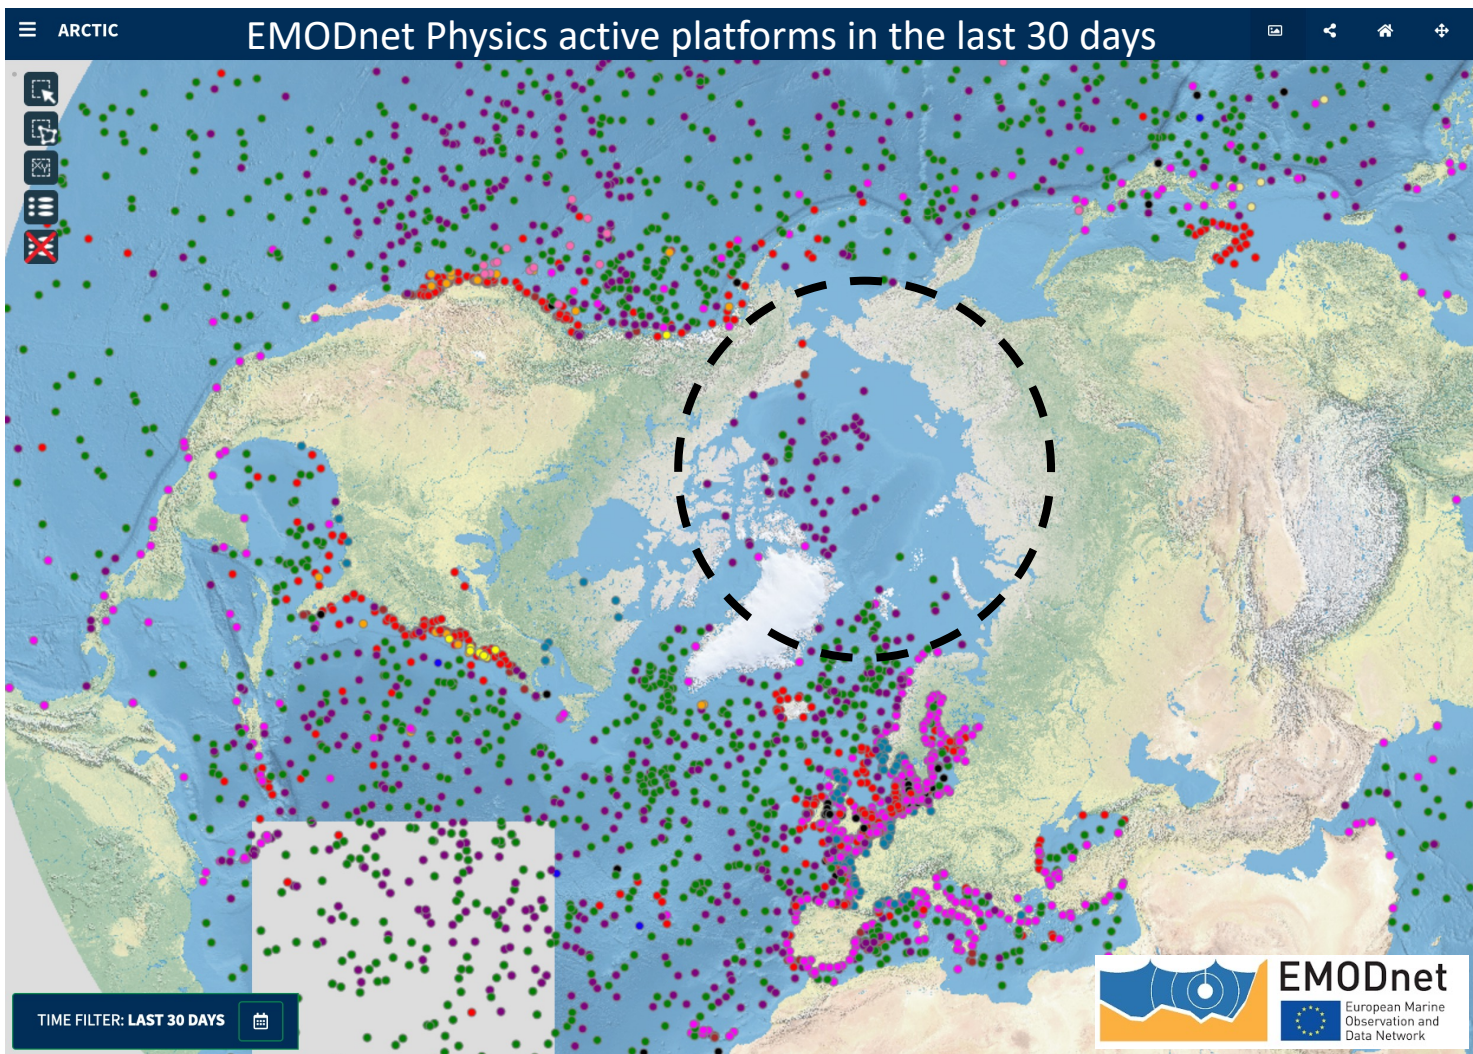 ARCTIC
EMODnet Physics active platforms in the last 30 days
XY
TIME FILTER: LAST 30 DAYS
EMODnet
European Marine
Observation and
Data Network